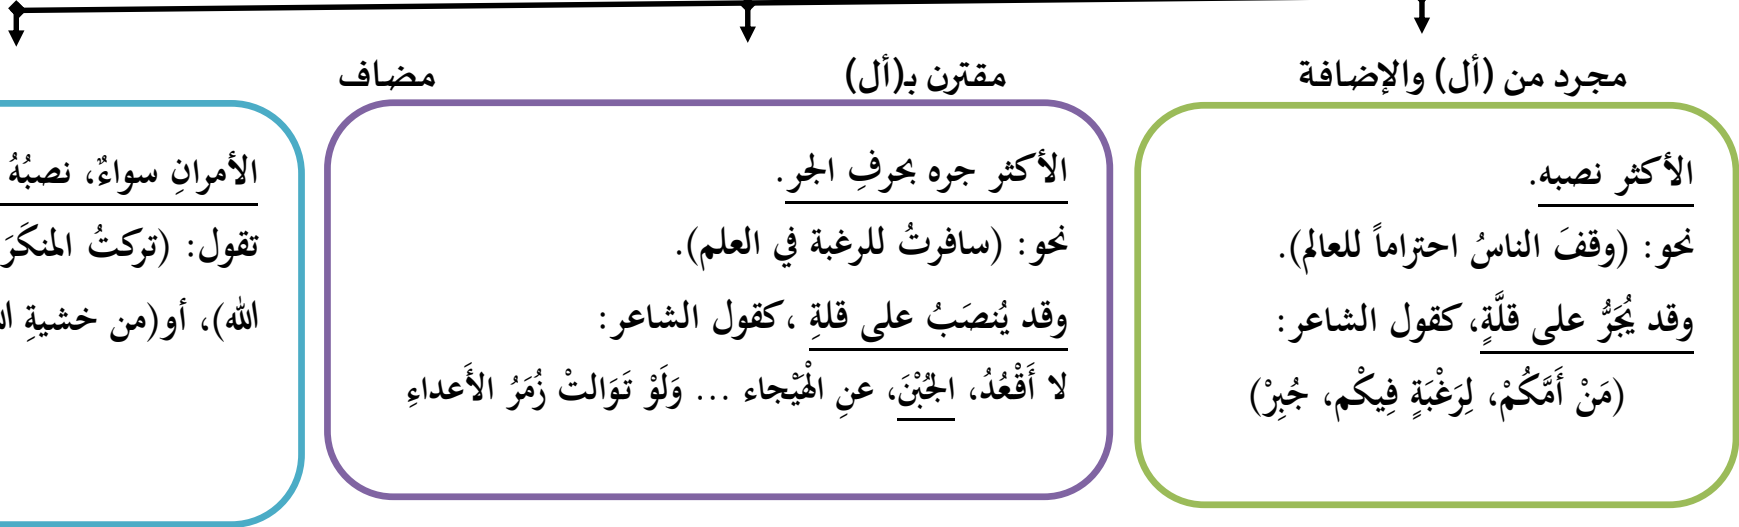 مجرد من (أل) والإضافة
مقترن بـ(أل)
مضاف
الأكثر نصبه.
نحو: (وقفَ الناسُ احتراماً للعالم).
وقد يُجَرُّ على قلَّةٍ، كقول الشاعر:
(مَنْ أَمَّكُمْ، لِرَغْبَةٍ فِيكْم، جُبِرْ)
الأكثر جره بحرفِ الجر.
نحو: (سافرتُ للرغبة في العلم).
وقد يُنصَبُ على قلةِ ،كقول الشاعر:
لا أَقْعُدُ، الجُبْنَ، عنِ الْهَيْجاء ... وَلَوْ تَوَالتْ زُمَرُ الأَعداءِ
الأمرانِ سواءٌ، نصبُهُ
تقول: (تركتُ المنكَرَ
الله)، أو(من خشيةِ